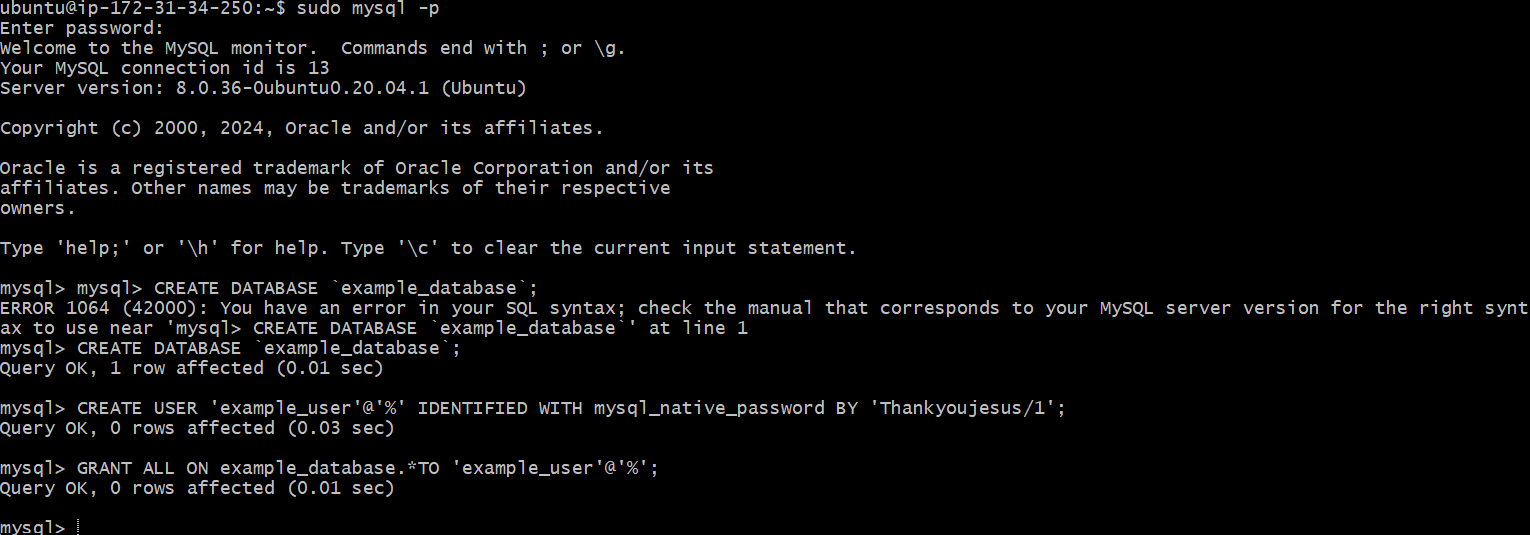 ubuntu@ip-172-31-34-250:~$ sudo mysql -p
Enter password:
Welcome to the MySQL monitor.  Commands end with ; or \g.
Your MySQL connection id is 13
Server version: 8.0.36-0ubuntu0.20.04.1 (Ubuntu)
Copyright (c) 2000, 2024, Oracle and/or its affiliates.
Oracle is a registered trademark of Oracle Corporation and/or its
affiliates. Other names may be trademarks of their respective
owners.
Type 'help;' or '\h' for help. Type '\c' to clear the current input statement.
mysql> mysql> CREATE DATABASE `example_database`;
ERROR 1064 (42000): You have an error in your SQL syntax; check the manual that corresponds to your MySQL server version for the right synt
ax to use near 'mysql> CREATE DATABASE `example_database`' at line 1
mysql> CREATE DATABASE `example_database`;
Query OK, 1 row affected (0.01 sec)
mysql> CREATE USER 'example_user'@'%' IDENTIFIED WITH mysql_native_password BY 'Thankyoujesus/1';
Query OK, 0 rows affected (0.03 sec)
mysql> GRANT ALL ON example_database.*TO 'example_user'@'%';
Query OK, 0 rows affected (0.01 sec)
mysql>